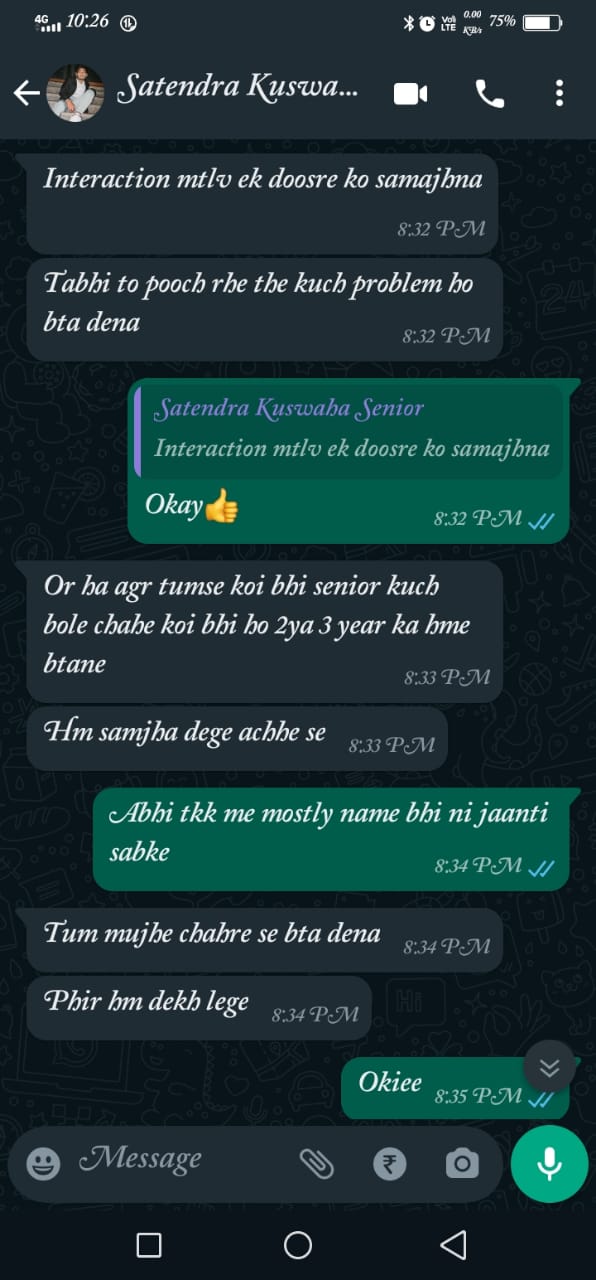 4G 10:26 Vo)) LTE 0.00 KB/s 75%
Satendra Kuswa...
Interaction mtlv ek doosre ko samajhna
8:32 PM
Tabhi to pooch rhe the kuch problem ho
bta dena
8:32 PM
Satendra Kuswaha Senior
Interaction mtlv ek doosre ko samajhna
Okay👍
8:32 PM
Or ha agr tumse koi bhi senior kuch
bole chahe koi bhi ho 2ya 3 year ka hme
btane
8:33 PM
Hm samjha dege achhe se
8:33 PM
Abhi tkk me mostly name bhi ni jaanti
sabke
8:34 PM
Tum mujhe chahre se bta dena
8:34 PM
Phir hm dekh lege
8:34 PM
Hi
Okiee
8:35 PM
Message
₹